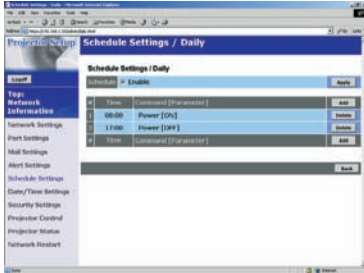 Projector Setup
Schedule Settings / Daily
Schedule Settings / Daily
Logoff
Schedule Enable Apply
Top:
Network
Information
# Time Command [Parameter] Add
1 08:00 Power [ON] Delete
2 17:00 Power [OFF] Delete
# Time Command [Parameter] Add
Network Settings
Port Settings
Mail Settings
Alert Settings
Schedule Settings
Date/Time Settings
Security Settings
Projector Control
Projector Status
Network Restart
Back